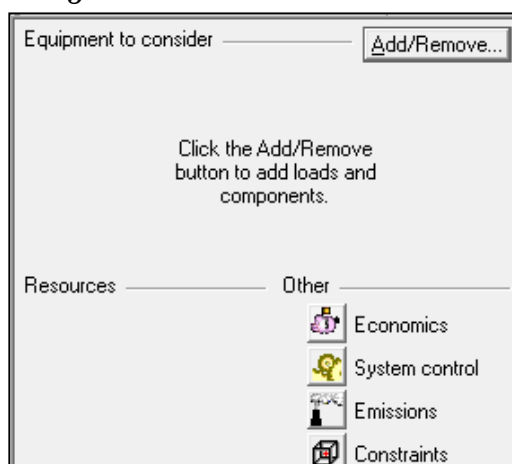 Equipment to consider
Add/Remove...
Click the Add/Remove
button to add loads and
components.
Resources
Other
Economics
System control
Emissions
Constraints